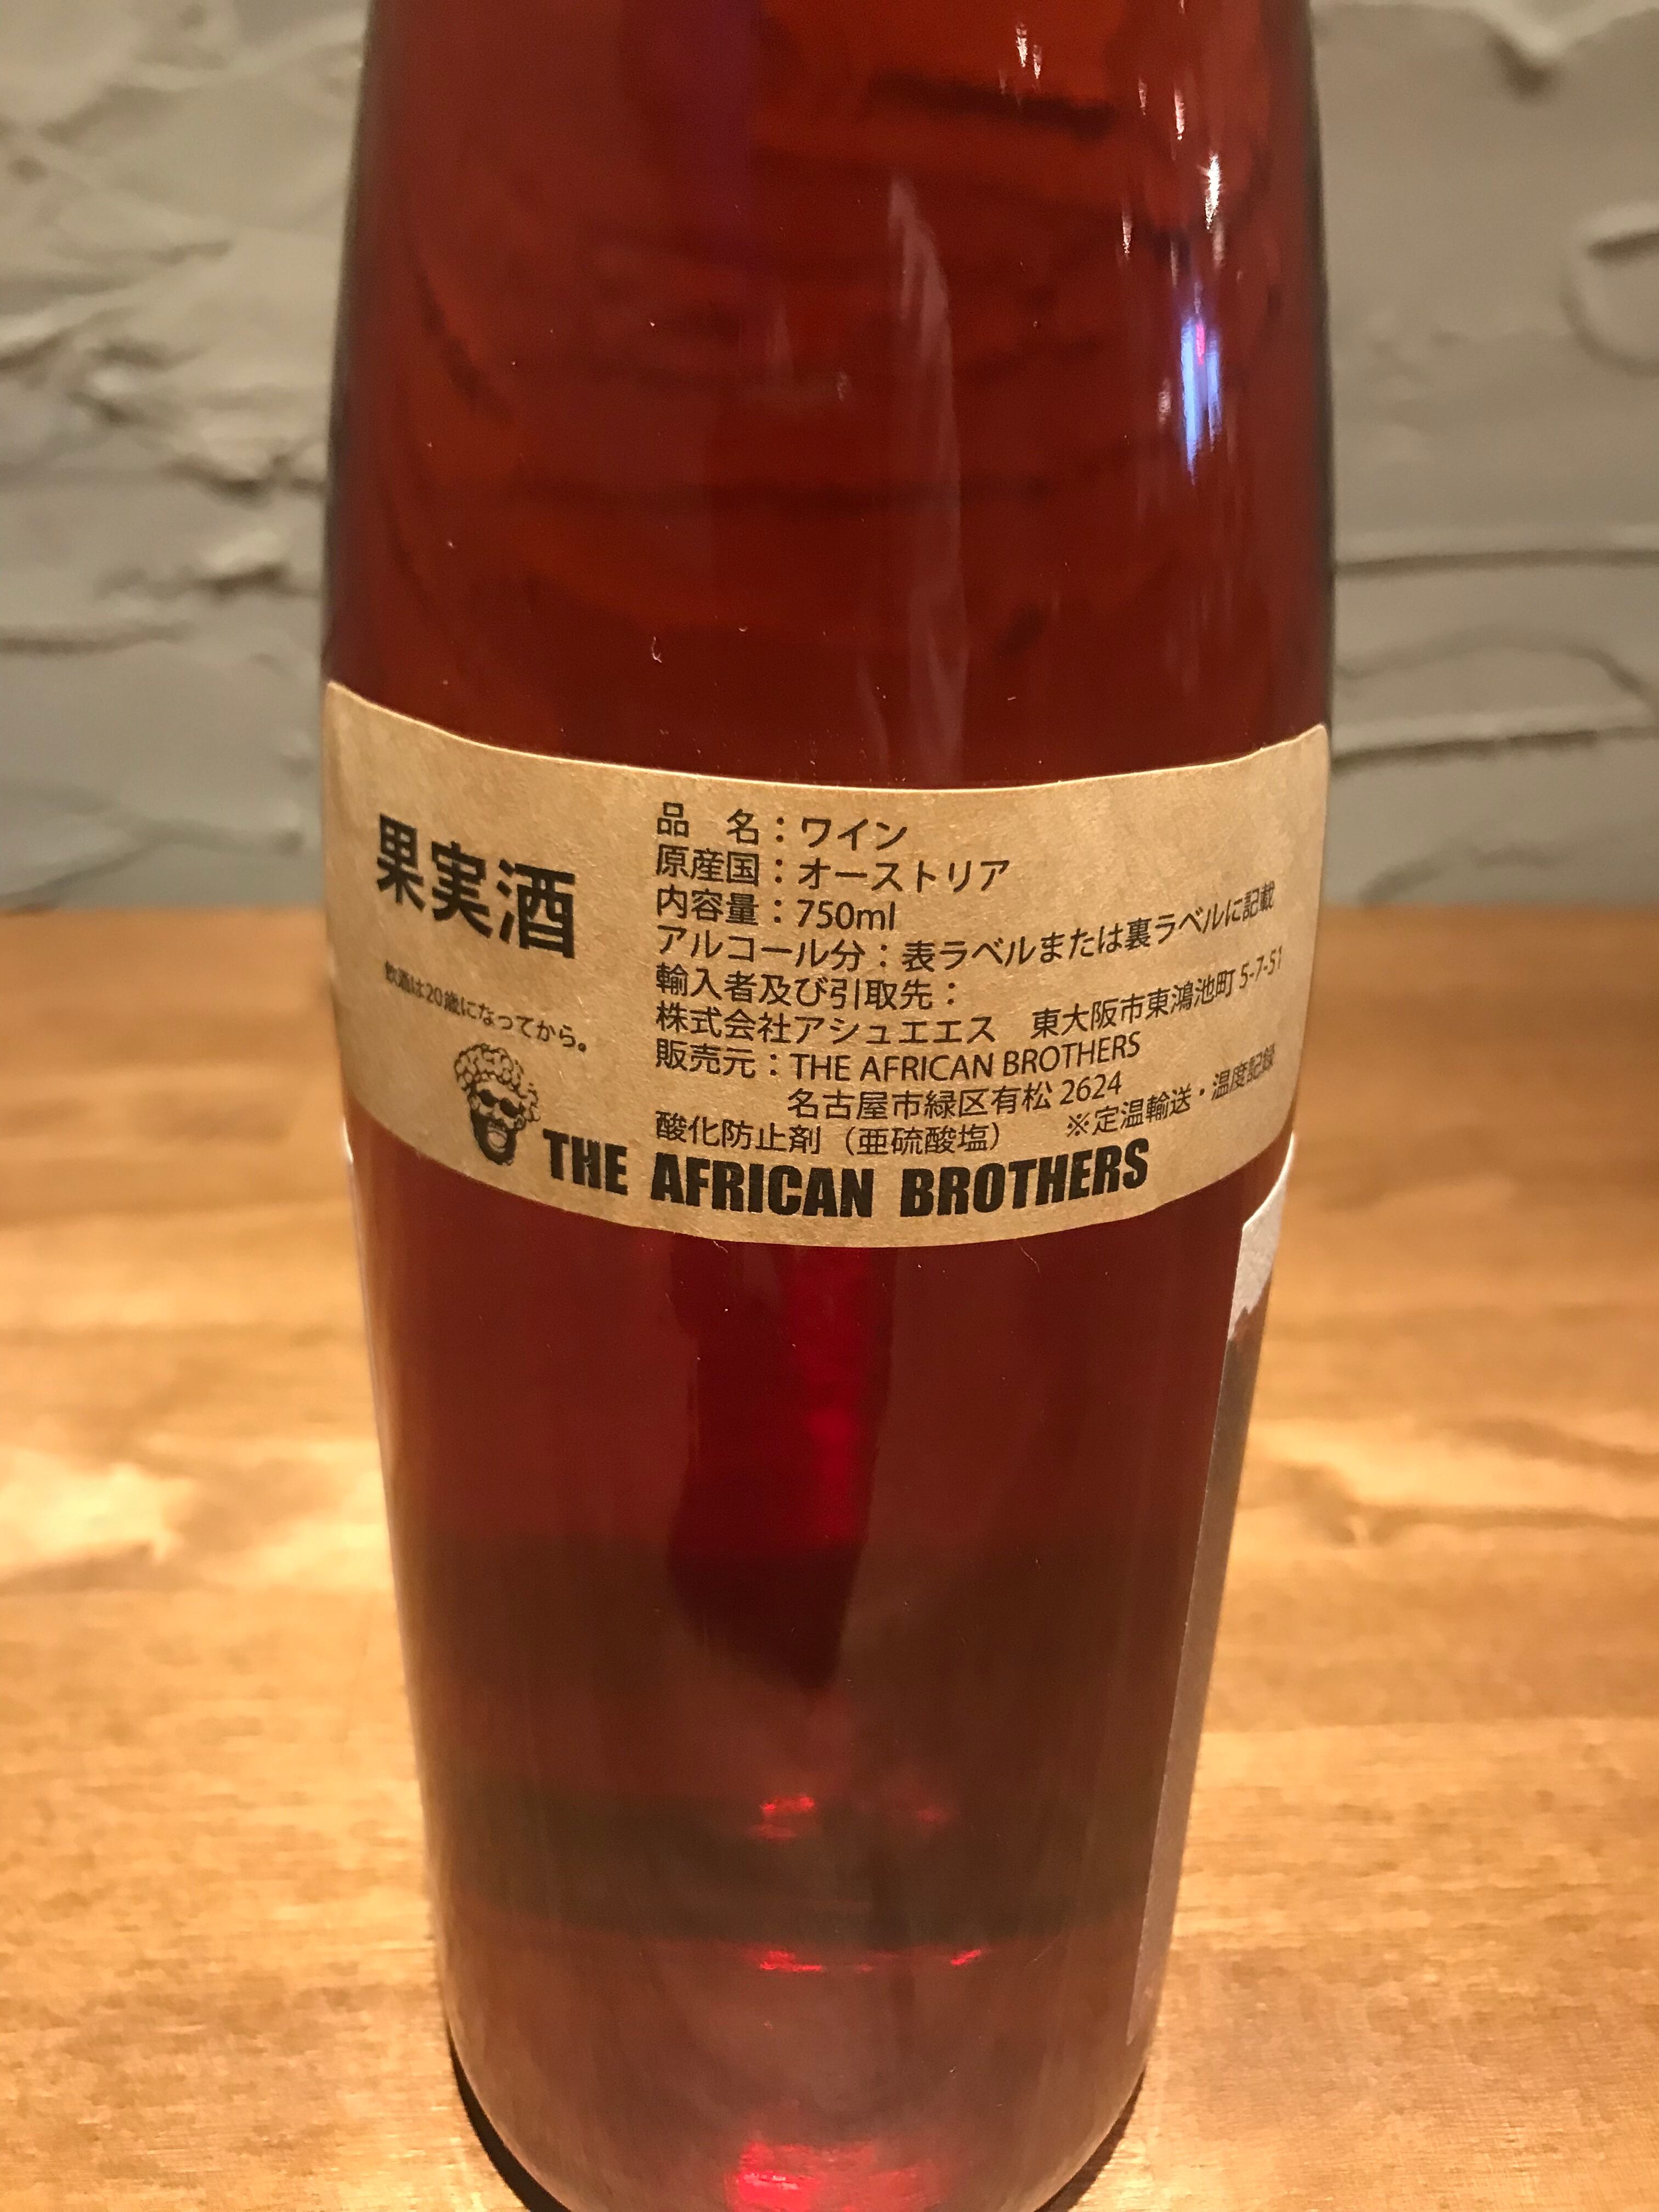 果実酒
飲酒は20歳になってから。
品　名：ワイン
原産国：オーストリア
内容量：750ml
アルコール分：表ラベルまたは裏ラベルに記載
輸入者及び引取先：
株式会社アシュエエス　東大阪市東鴻池町 5-7-51
販売元：THE AFRICAN BROTHERS
名古屋市緑区有松 2624
酸化防止剤（亜硫酸塩）　※定温輸送・温度記録
THE AFRICAN BROTHERS